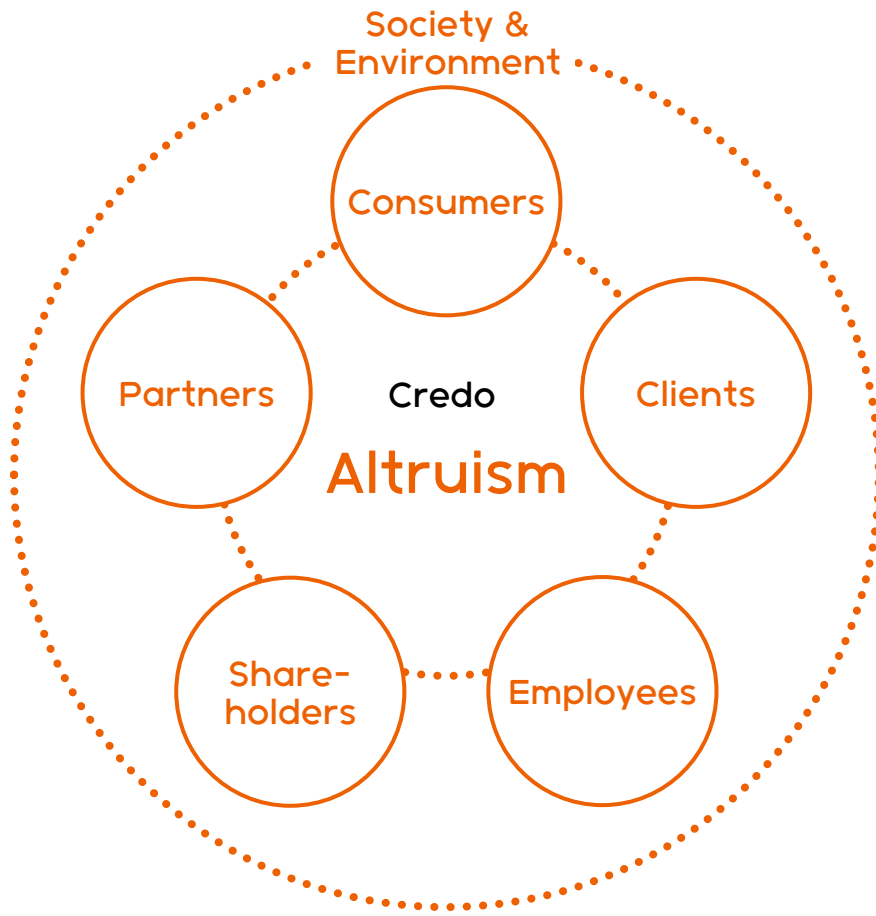 Society &
Environment
Consumers
Partners
Credo
Clients
Altruism
Share-
holders
Employees